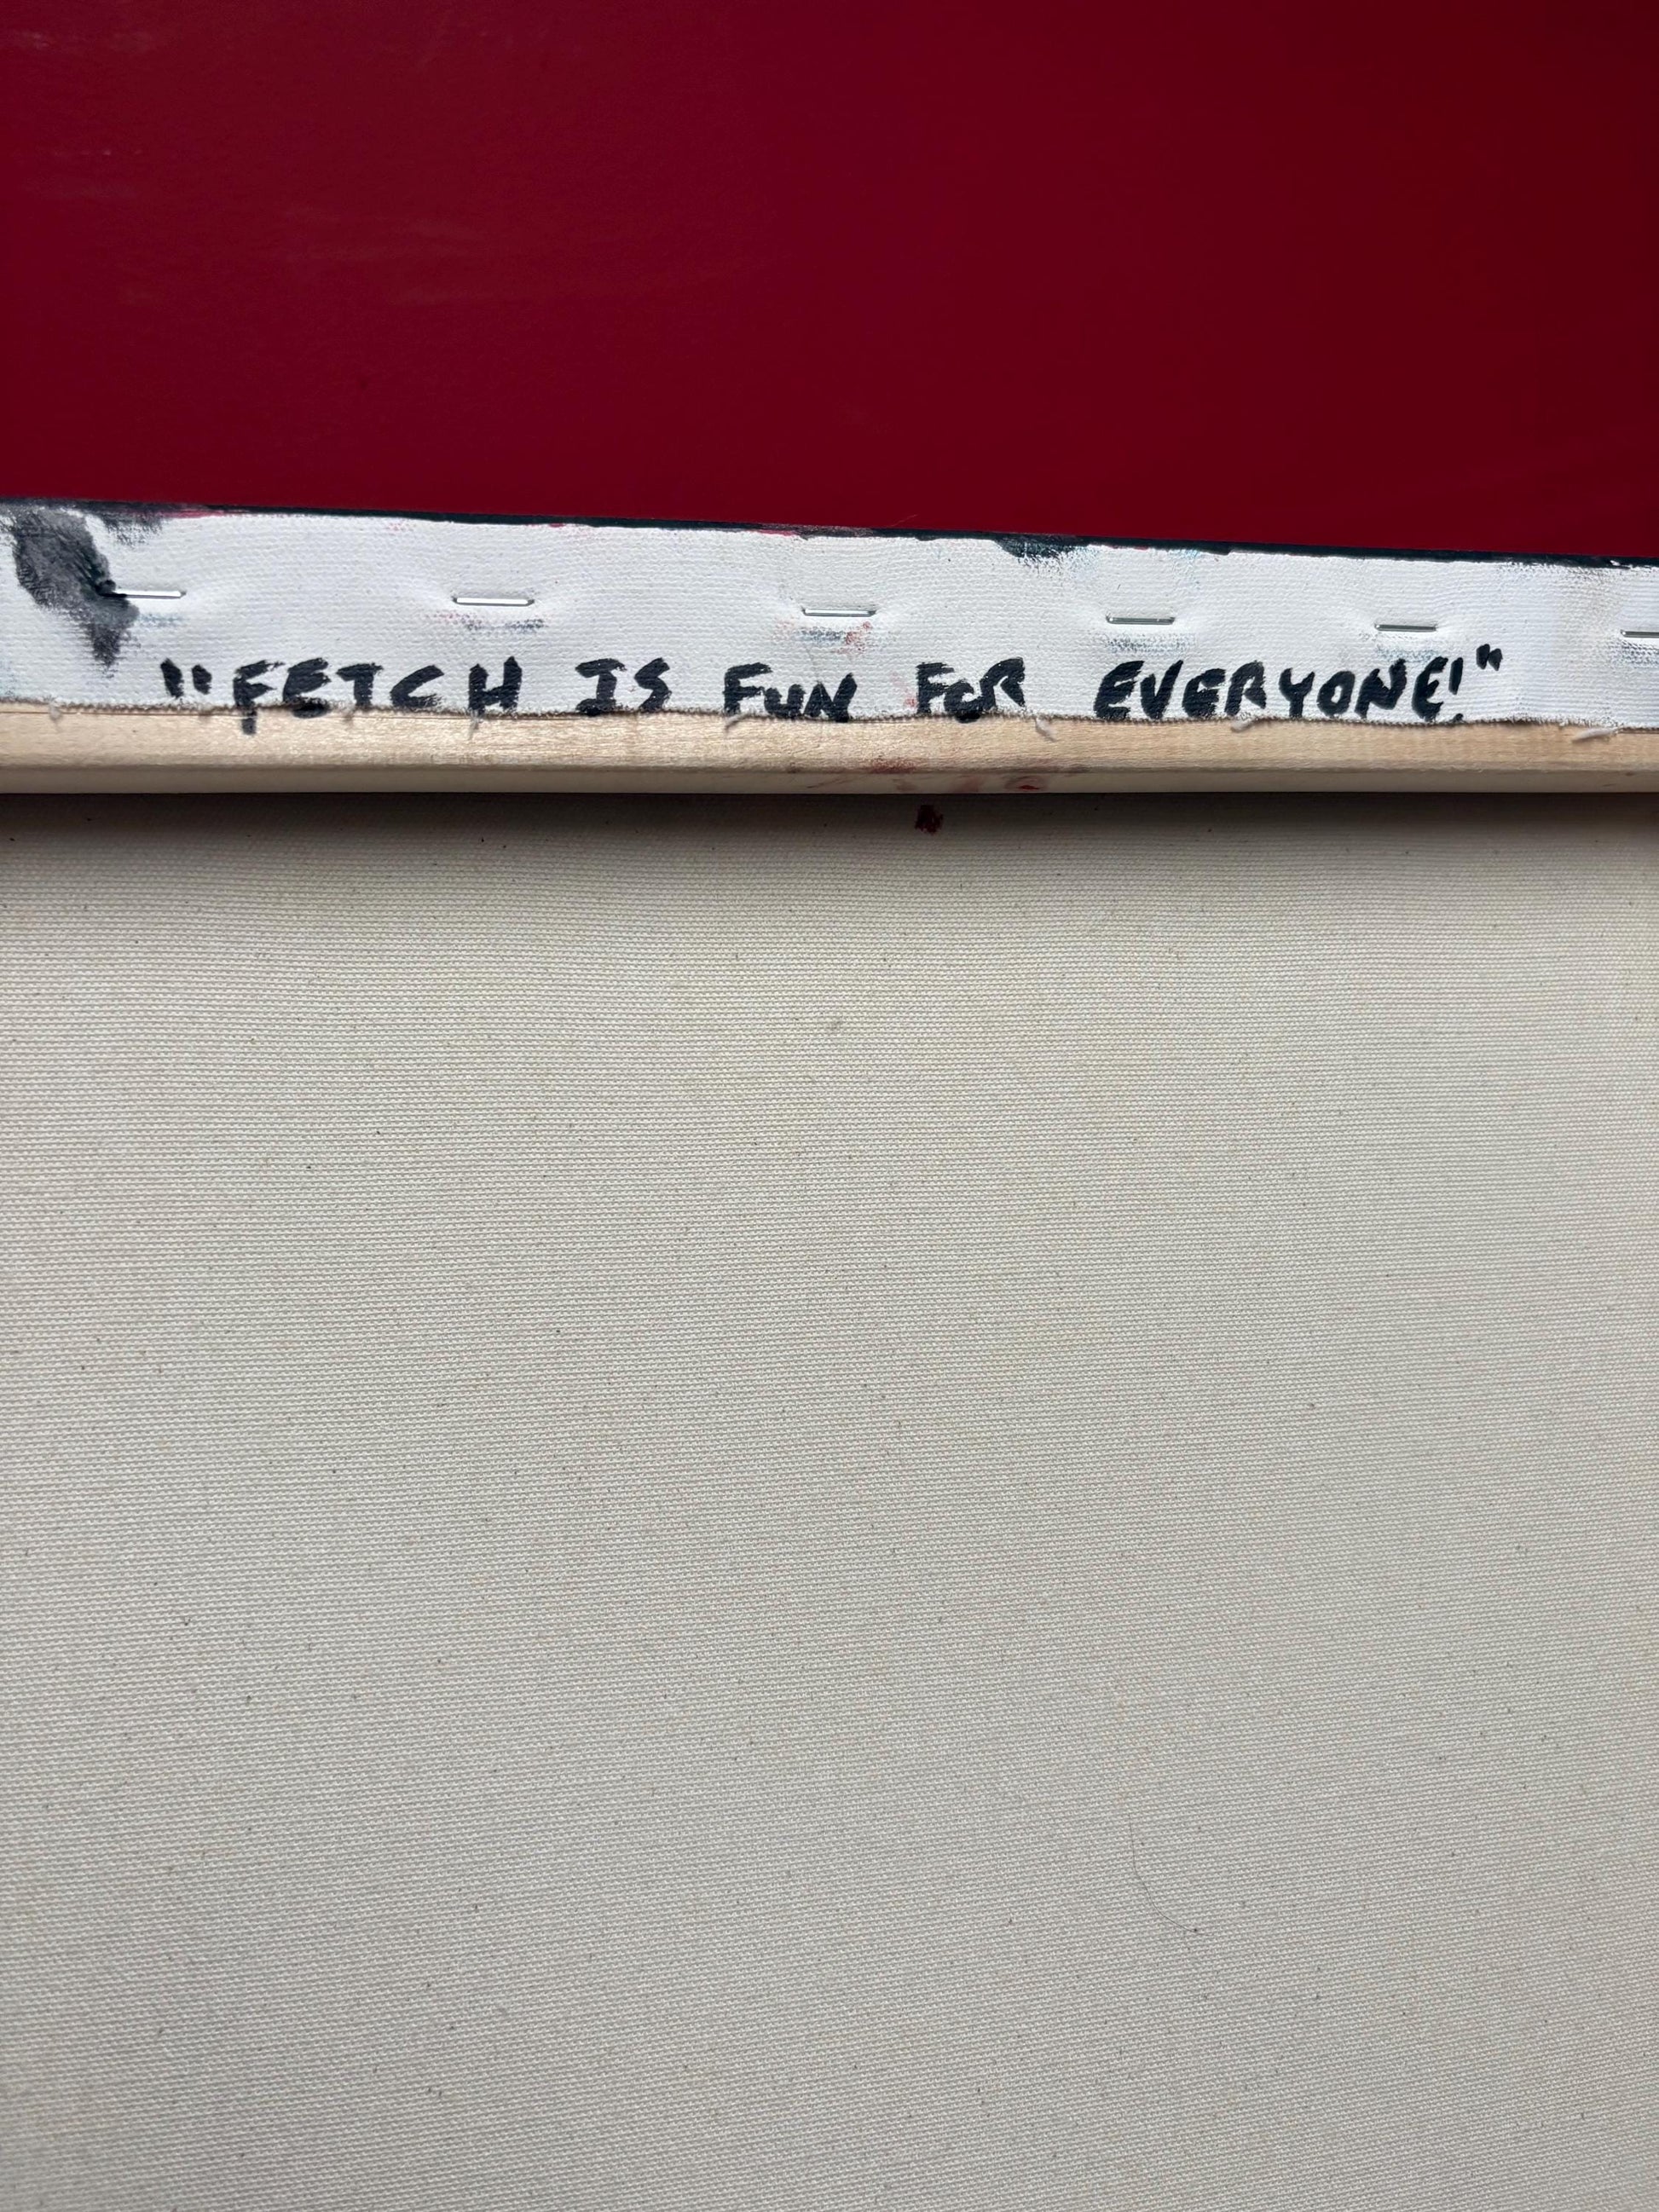 "FETCH IS FUN FOR EVERYONE!"